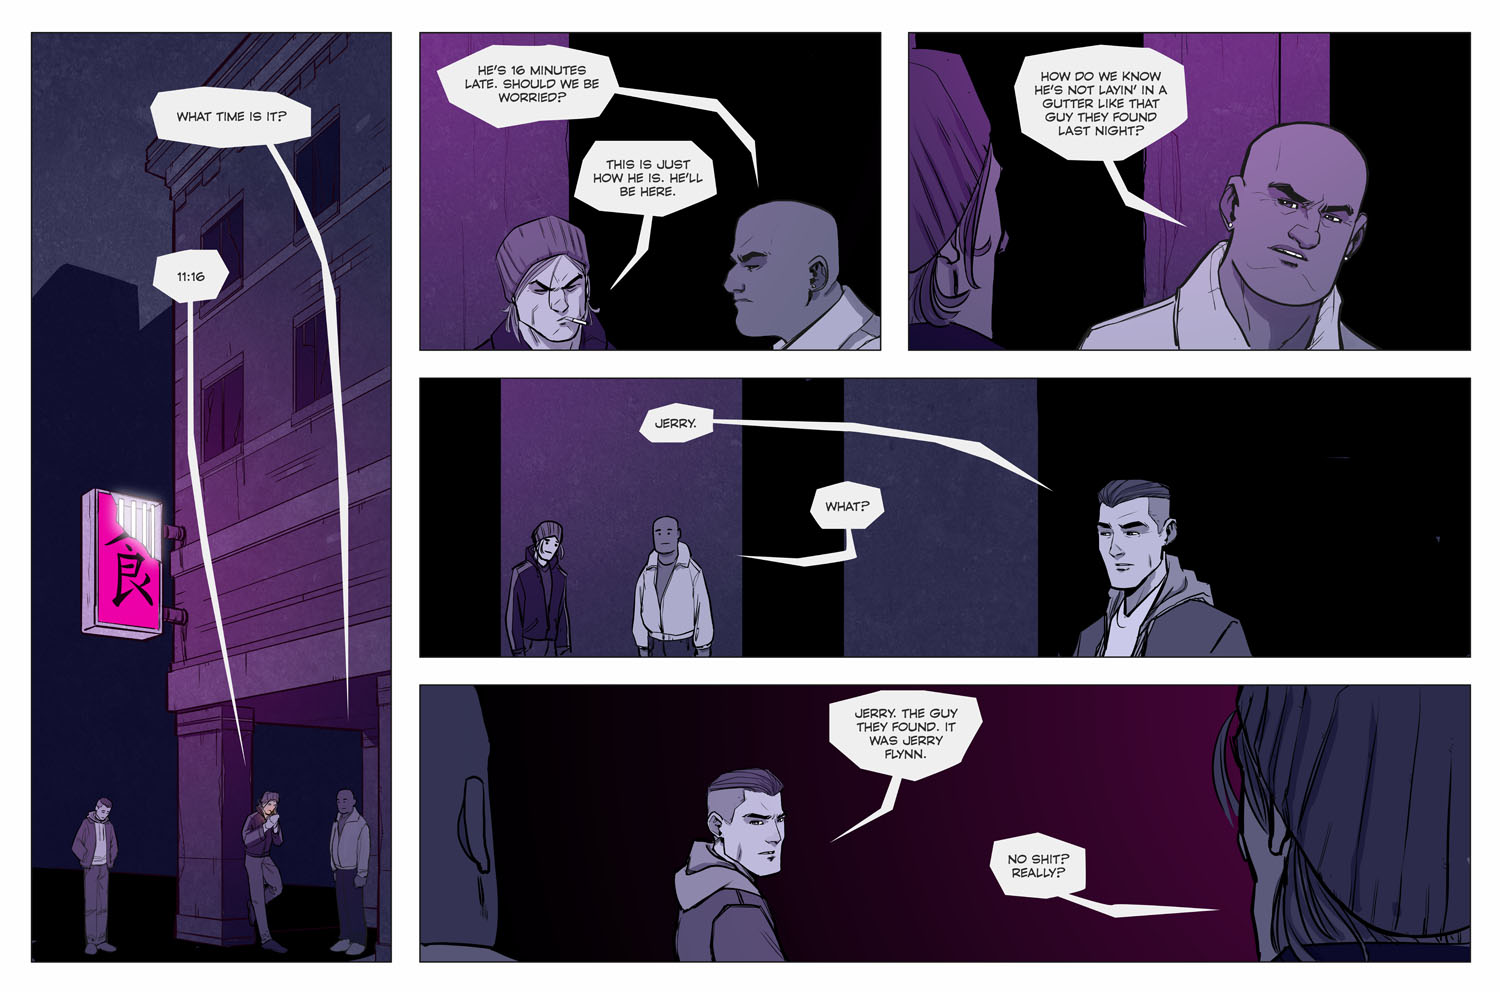 WHAT TIME IS IT?
11:16
良
HE'S 16 MINUTES
LATE. SHOULD WE BE
WORRIED?
THIS IS JUST
HOW HE IS. HE'LL
BE HERE.
HOW DO WE KNOW
HE'S NOT LAYIN' IN A
GUTTER LIKE THAT
GUY THEY FOUND
LAST NIGHT?
JERRY.
WHAT?
JERRY. THE GUY
THEY FOUND. IT
WAS JERRY
FLYNN.
NO SHIT?
REALLY?